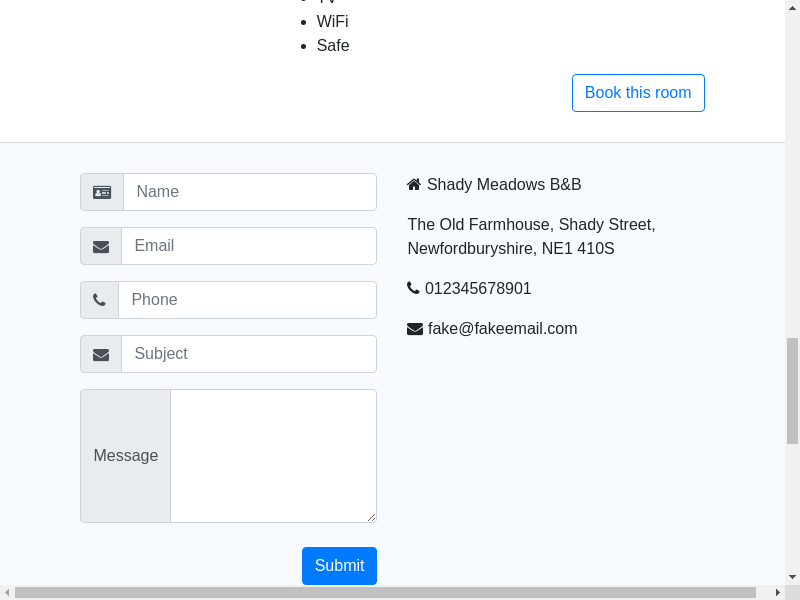 WiFi
Safe
Book this room
Name
Email
Phone
Subject
Message
Submit
Shady Meadows B&B
The Old Farmhouse, Shady Street,
Newfordburyshire, NE1 410S
012345678901
fake@fakeemail.com